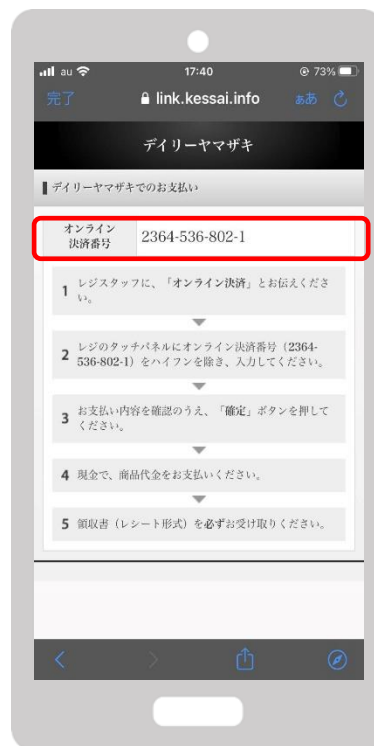 au 17:40 73%
完了 link.kessai.info ああ
デイリーヤマザキ
デイリーヤマザキでのお支払い
オンライン
決済番号
2364-536-802-1
1 レジスタッフに、「オンライン決済」とお伝えくださ
い。
2 レジのタッチパネルにオンライン決済番号（2364-
536-802-1）をハイフンを除き、入力してください。
3 お支払い内容を確認のうえ、「確定」ボタンを押して
ください。
4 現金で、商品代金をお支払いください。
5 領収書（レシート形式）を必ずお受け取りください。